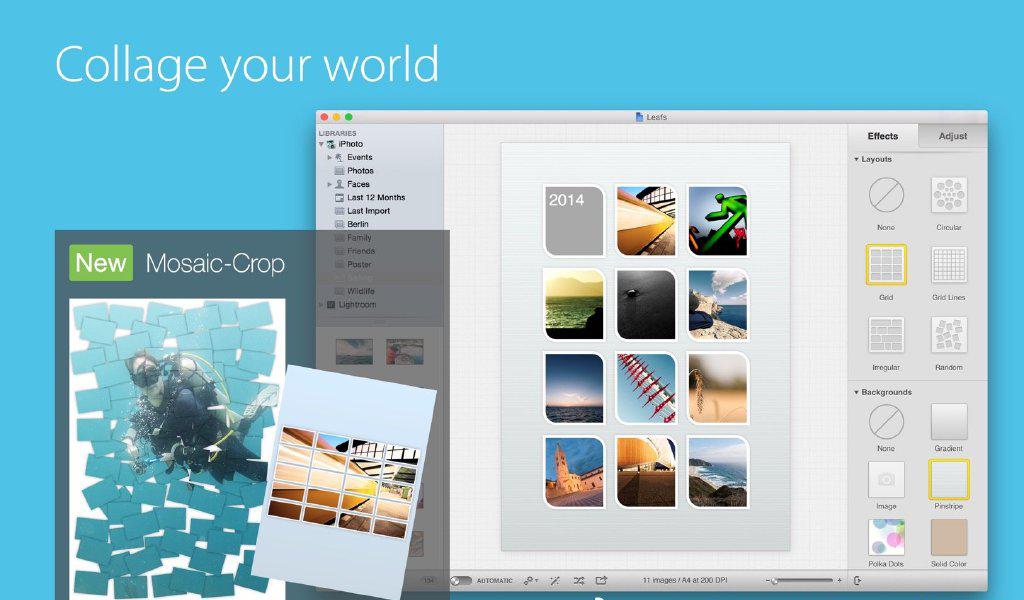 Collage your world
Leafs
LIBRARIES
iPhoto
Events
Photos
Faces
Last 12 Months
Last Import
Berlin
Family
Friends
Poster
Wildlife
Lightroom
New Mosaic-Crop
2014
Effects
Adjust
Layouts
None
Circular
Grid
Grid Lines
Irregular
Random
Backgrounds
None
Gradient
Image
Pinstripe
Polka Dots
Solid Color
AUTOMATIC
11 images / A4 at 200 DPI